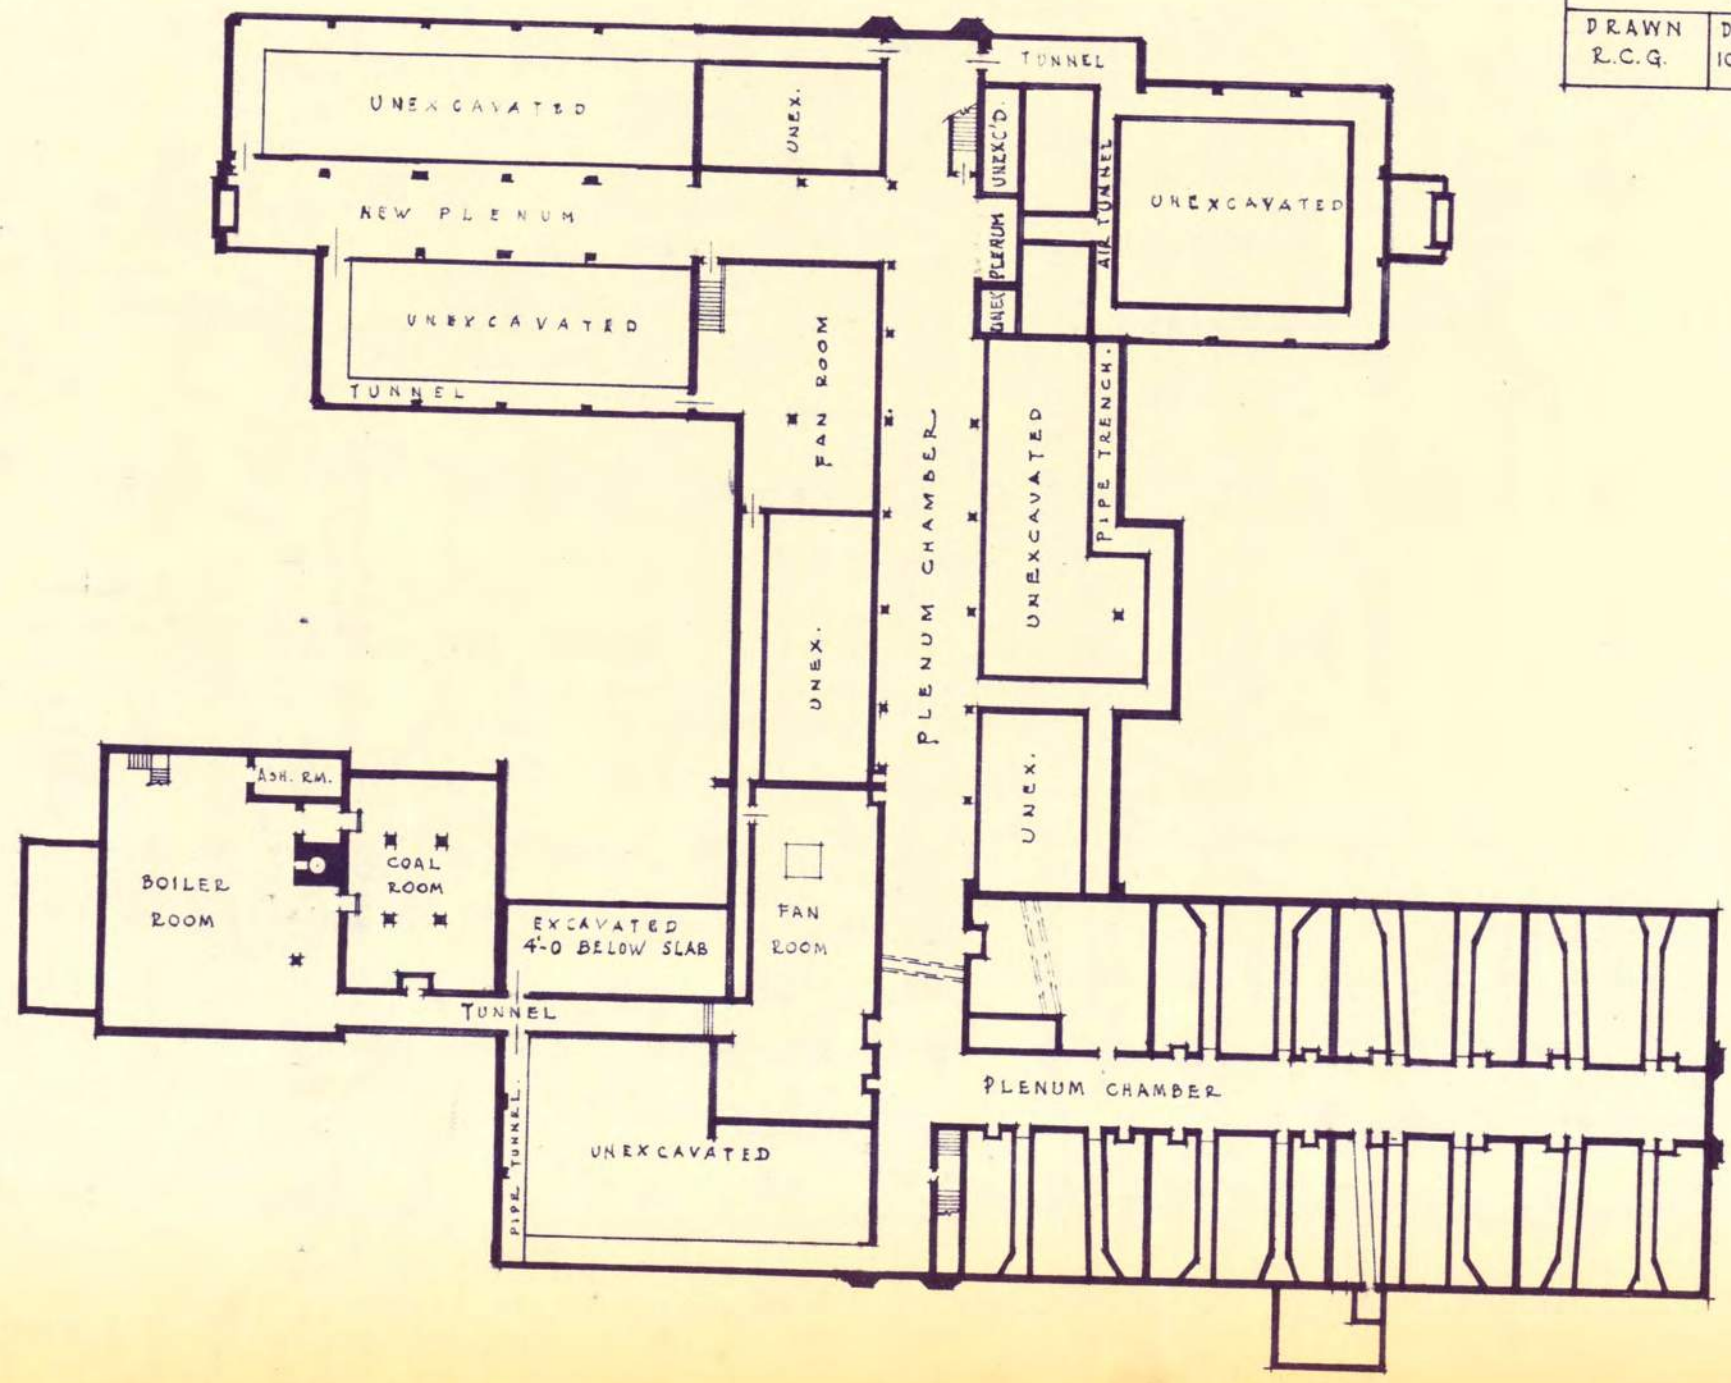 DRAWN
R.C.G.
TUNNEL
UNEXCAVATED
UNEX.
UNEXC'D.
AIR TUNNEL
UNEXCAVATED
NEW PLENUM
PLENUM
UNEX
UNEXCAVATED
TUNNEL
FAN ROOM
PLENUM CHAMBER
UNEXCAVATED
PIPE TRENCH.
UNEX.
UNEX.
ASH. RM.
BOILER
ROOM
COAL
ROOM
EXCAVATED
4'-0 BELOW SLAB
FAN
ROOM
TUNNEL
PLENUM CHAMBER
PIPE TUNNEL.
UNEXCAVATED